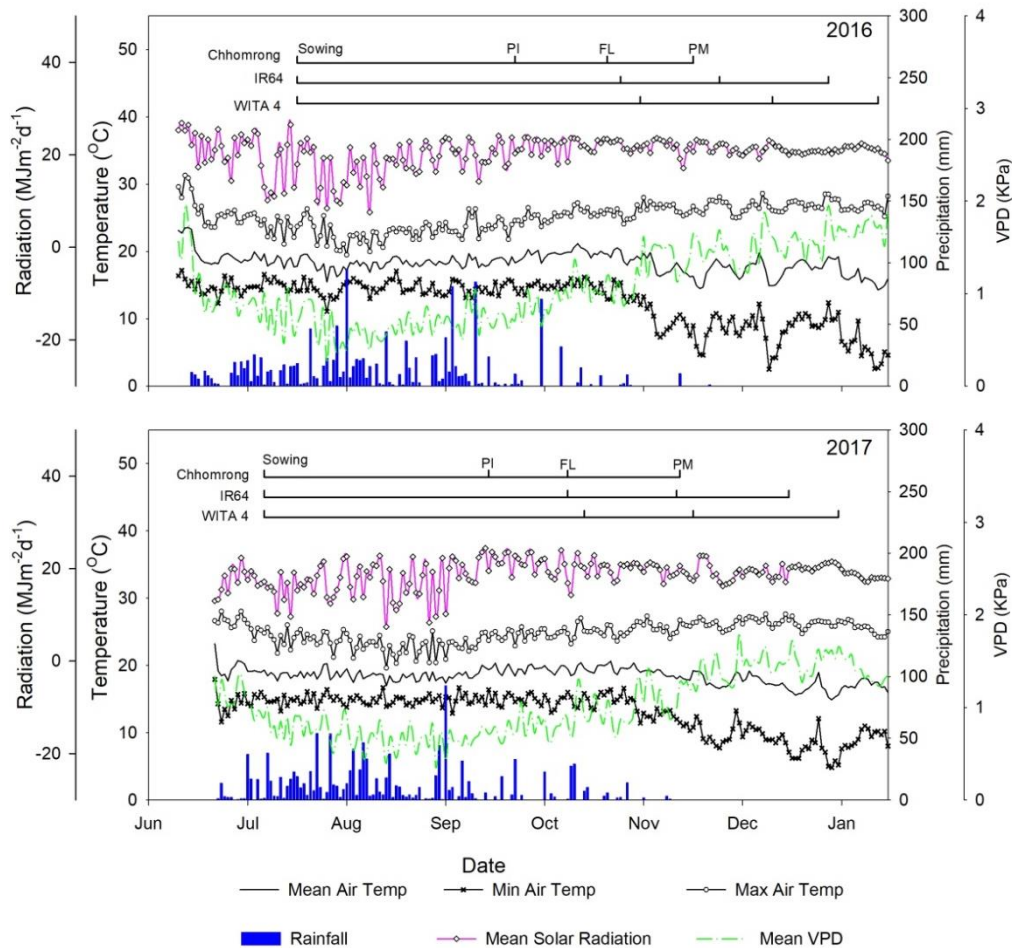 2016
Radiation (MJm-2d-1)
40
20
0
-20
Temperature (OC)
50
40
30
20
10
0
Chhomrong
Sowing
PI
FL
PM
IR64
WITA 4
300
250
200
150
100
50
0
Precipitation (mm)
4
3
2
1
0
VPD (KPa)
2017
Radiation (MJm-2d-1)
40
20
0
-20
Temperature (OC)
50
40
30
20
10
0
Chhomrong
Sowing
PI
FL
PM
IR64
WITA 4
300
250
200
150
100
50
0
Precipitation (mm)
4
3
2
1
0
VPD (KPa)
Jun Jul Aug Sep Oct Nov Dec Jan
Date
Mean Air Temp Min Air Temp Max Air Temp
Rainfall Mean Solar Radiation Mean VPD